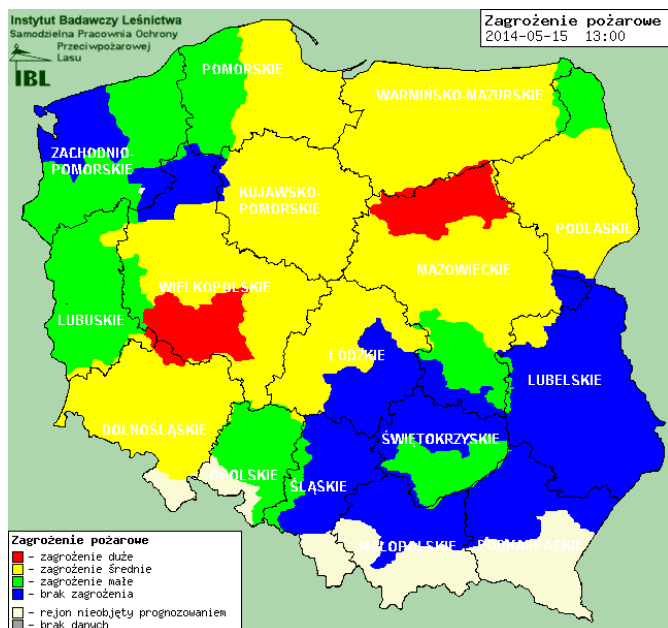 Instytut Badawczy Leśnictwa
Samodzielna Pracownia Ochrony
Przeciwpożarowej
Lasu
IBL
Zagrożenie pożarowe
2014-05-15 13:00
POMORSKIE
WARMIŃSKO-MAZURSKIE
ZACHODNIO-
POMORSKIE
KUJAWSKO-
POMORSKIE
PODLASKIE
MAZOWIECKIE
WIELKOPOLSKIE
LUBUSKIE
ŁÓDZKIE
LUBELSKIE
DOLNOŚLĄSKIE
ŚWIĘTOKRZYSKIE
OPOLSKIE
ŚLĄSKIE
MAŁOPOLSKIE
PODKARPACKIE
Zagrożenie pożarowe
– zagrożenie duże
– zagrożenie średnie
– zagrożenie małe
– brak zagrożenia
– rejon nieobjęty prognozowaniem
– brak danych